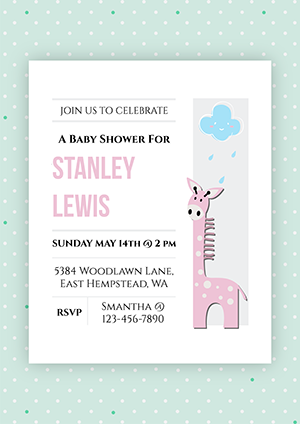 Join us to celebrate
A Baby Shower For
STANLEY
LEWIS
Sunday May 14th @ 2 pm
5384 Woodlawn Lane,
East Hempstead, WA
RSVP
Smantha @
123-456-7890